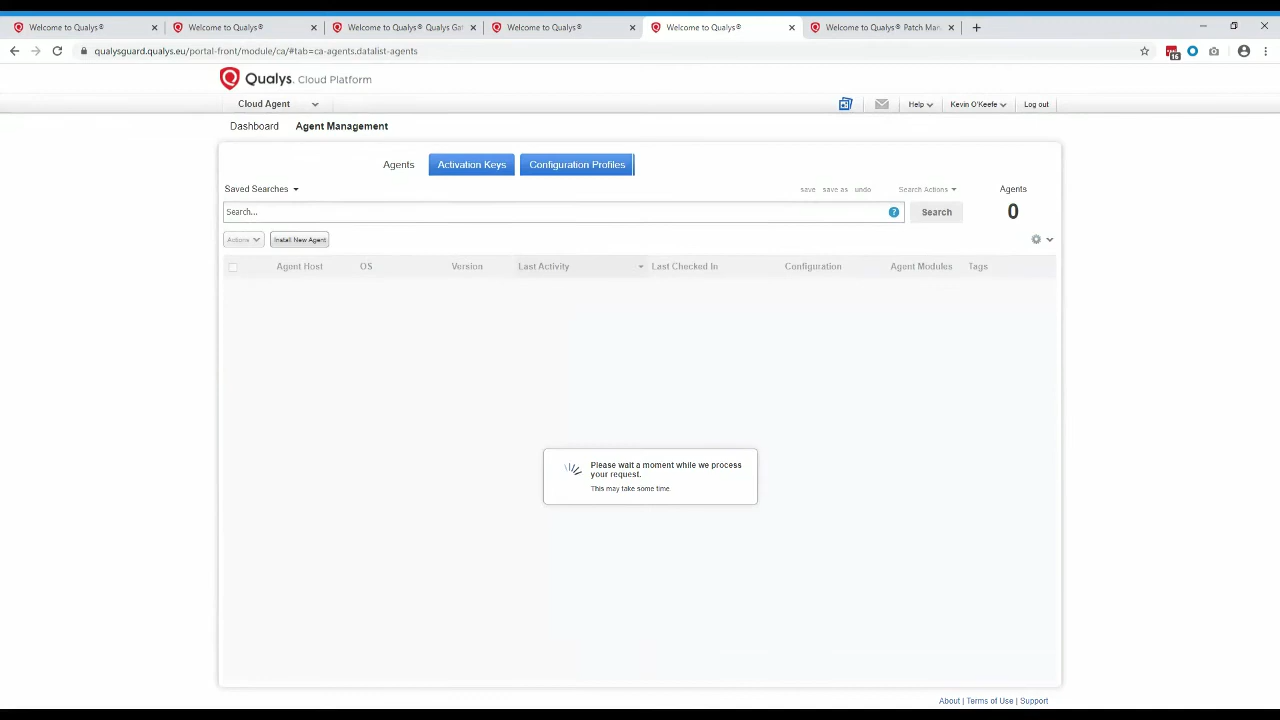 Welcome to Qualys®
Welcome to Qualys®
Welcome to Qualys® Qualys Gat
Welcome to Qualys®
Welcome to Qualys®
Welcome to Qualys® Patch Man
qualysguard.qualys.eu/portal-front/module/ca/#tab=ca-agents.datalist-agents
Qualys. Cloud Platform
Cloud Agent
Help
Kevin O'Keefe
Log out
Dashboard
Agent Management
Agents
Activation Keys
Configuration Profiles
Saved Searches
save
save as
undo
Search Actions
Agents
Search...
?
Search
0
Actions
Install New Agent
Agent Host
OS
Version
Last Activity
Last Checked In
Configuration
Agent Modules
Tags
Please wait a moment while we process
your request.
This may take some time.
About | Terms of Use | Support